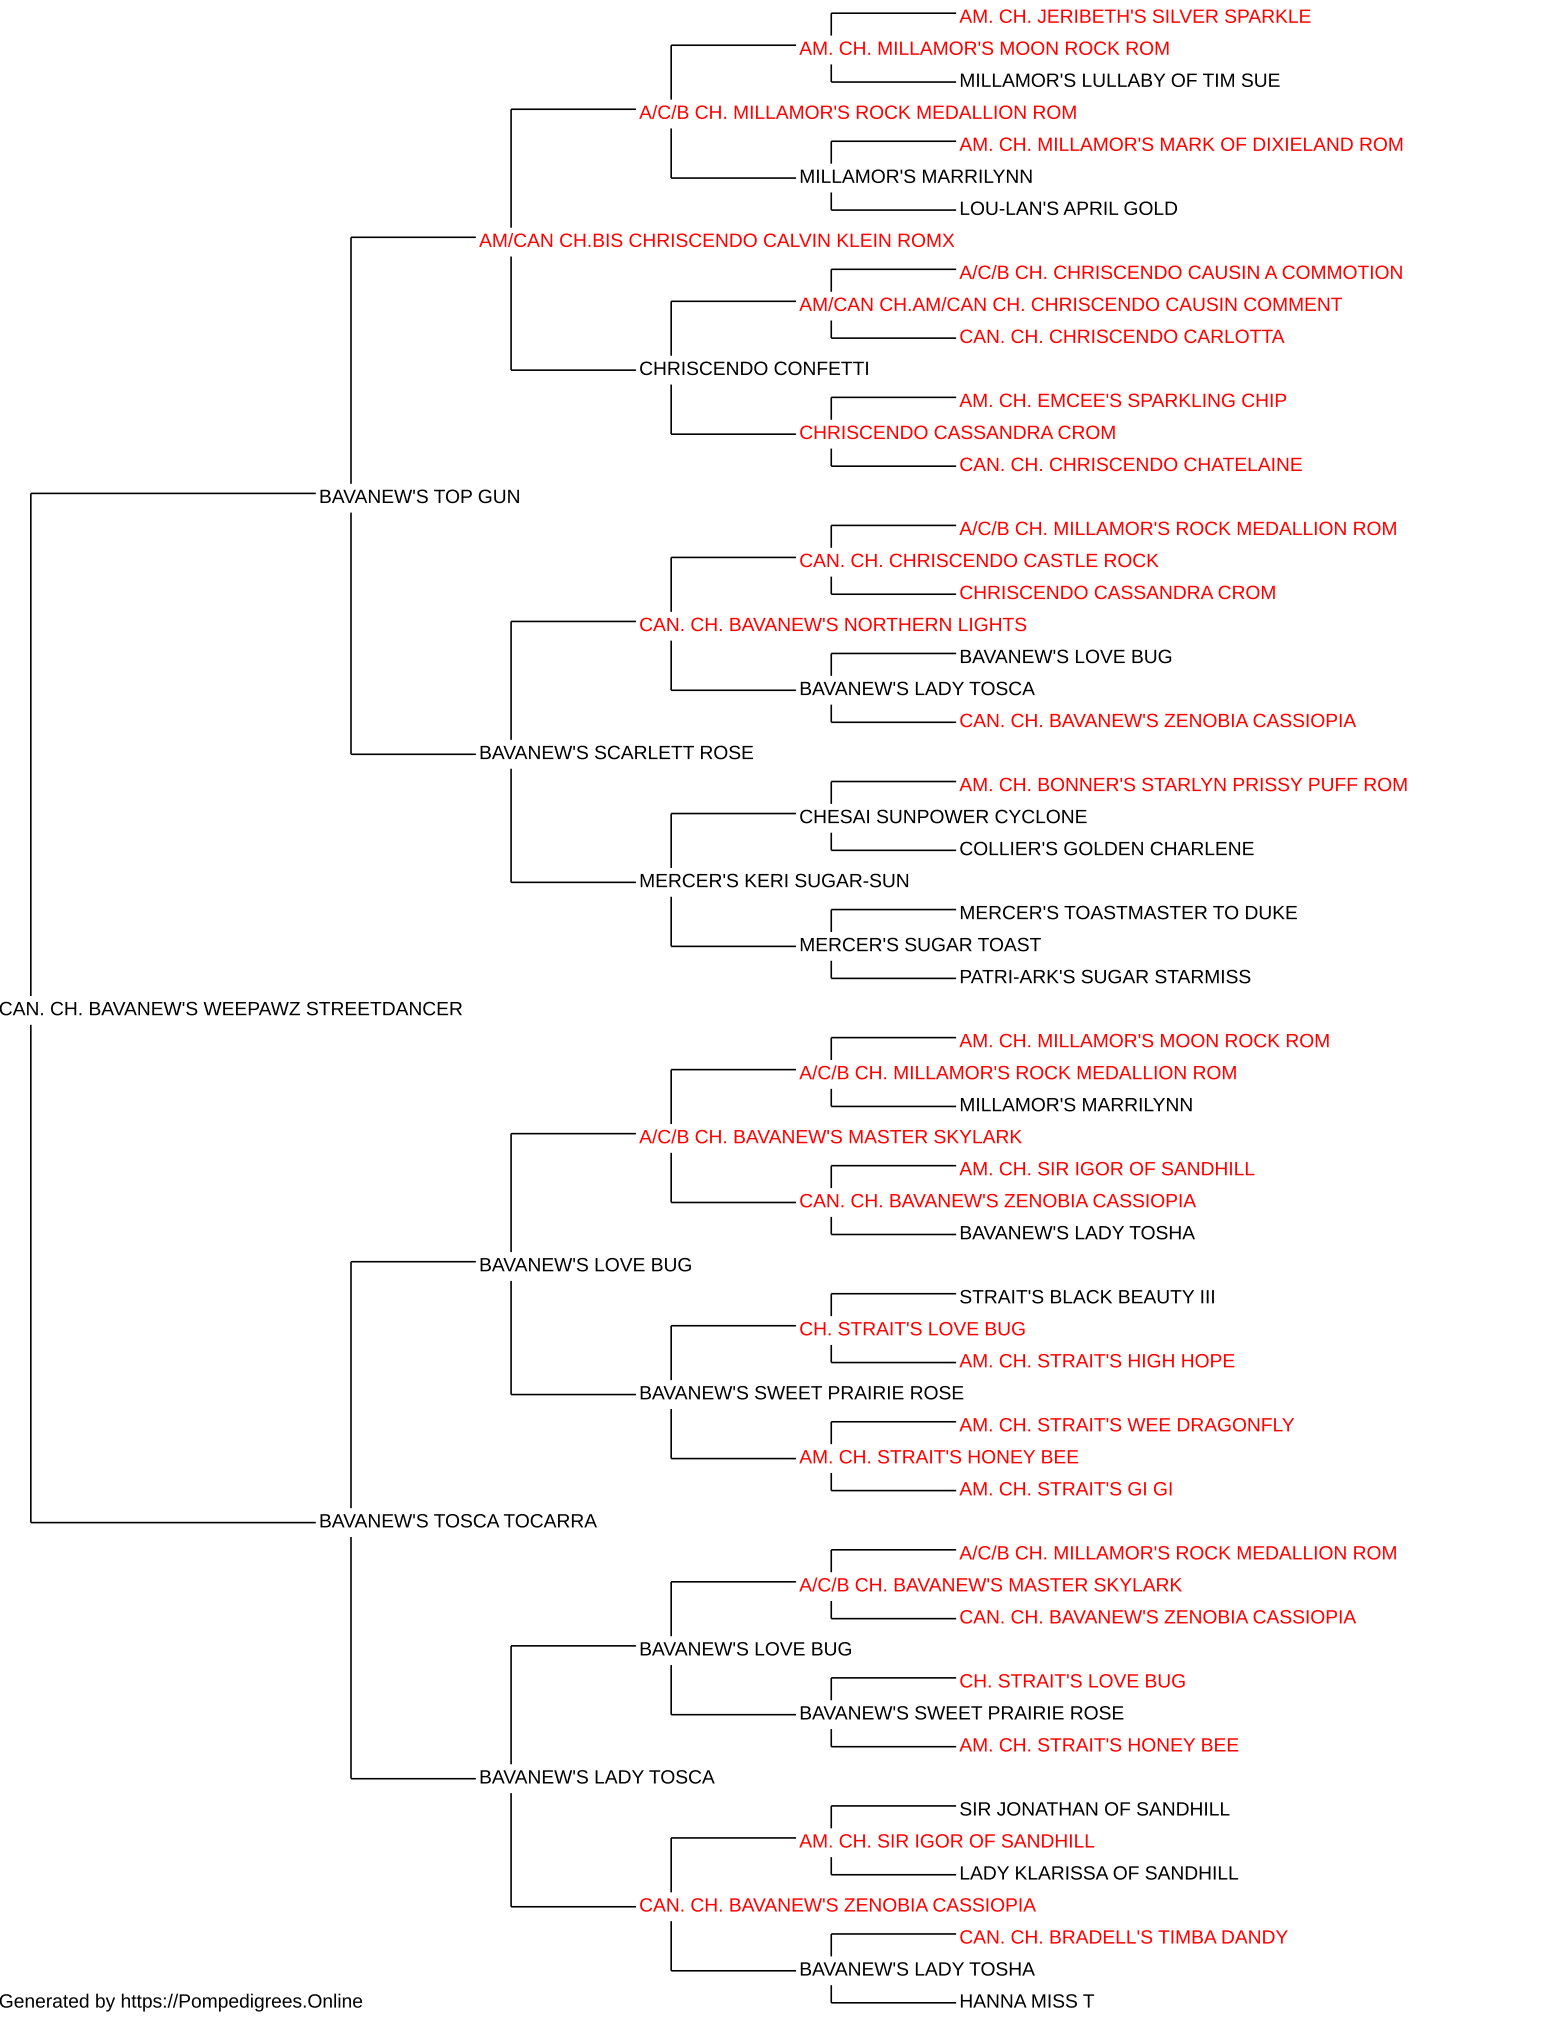 AM. CH. JERIBETH'S SILVER SPARKLE
AM. CH. MILLAMOR'S MOON ROCK ROM
MILLAMOR'S LULLABY OF TIM SUE
A/C/B CH. MILLAMOR'S ROCK MEDALLION ROM
AM. CH. MILLAMOR'S MARK OF DIXIELAND ROM
MILLAMOR'S MARRILYNN
LOU-LAN'S APRIL GOLD
AM/CAN CH.BIS CHRISCENDO CALVIN KLEIN ROMX
A/C/B CH. CHRISCENDO CAUSIN A COMMOTION
AM/CAN CH.AM/CAN CH. CHRISCENDO CAUSIN COMMENT
CAN. CH. CHRISCENDO CARLOTTA
CHRISCENDO CONFETTI
AM. CH. EMCEE'S SPARKLING CHIP
CHRISCENDO CASSANDRA CROM
CAN. CH. CHRISCENDO CHATELAINE
BAVANEW'S TOP GUN
A/C/B CH. MILLAMOR'S ROCK MEDALLION ROM
CAN. CH. CHRISCENDO CASTLE ROCK
CHRISCENDO CASSANDRA CROM
CAN. CH. BAVANEW'S NORTHERN LIGHTS
BAVANEW'S LOVE BUG
BAVANEW'S LADY TOSCA
CAN. CH. BAVANEW'S ZENOBIA CASSIOPIA
BAVANEW'S SCARLETT ROSE
AM. CH. BONNER'S STARLYN PRISSY PUFF ROM
CHESAI SUNPOWER CYCLONE
COLLIER'S GOLDEN CHARLENE
MERCER'S KERI SUGAR-SUN
MERCER'S TOASTMASTER TO DUKE
MERCER'S SUGAR TOAST
PATRI-ARK'S SUGAR STARMISS
CAN. CH. BAVANEW'S WEEPAWZ STREETDANCER
AM. CH. MILLAMOR'S MOON ROCK ROM
A/C/B CH. MILLAMOR'S ROCK MEDALLION ROM
MILLAMOR'S MARRILYNN
A/C/B CH. BAVANEW'S MASTER SKYLARK
AM. CH. SIR IGOR OF SANDHILL
CAN. CH. BAVANEW'S ZENOBIA CASSIOPIA
BAVANEW'S LADY TOSHA
BAVANEW'S LOVE BUG
STRAIT'S BLACK BEAUTY III
CH. STRAIT'S LOVE BUG
AM. CH. STRAIT'S HIGH HOPE
BAVANEW'S SWEET PRAIRIE ROSE
AM. CH. STRAIT'S WEE DRAGONFLY
AM. CH. STRAIT'S HONEY BEE
AM. CH. STRAIT'S GI GI
BAVANEW'S TOSCA TOCARRA
A/C/B CH. MILLAMOR'S ROCK MEDALLION ROM
A/C/B CH. BAVANEW'S MASTER SKYLARK
CAN. CH. BAVANEW'S ZENOBIA CASSIOPIA
BAVANEW'S LOVE BUG
CH. STRAIT'S LOVE BUG
BAVANEW'S SWEET PRAIRIE ROSE
AM. CH. STRAIT'S HONEY BEE
BAVANEW'S LADY TOSCA
SIR JONATHAN OF SANDHILL
AM. CH. SIR IGOR OF SANDHILL
LADY KLARISSA OF SANDHILL
CAN. CH. BAVANEW'S ZENOBIA CASSIOPIA
CAN. CH. BRADELL'S TIMBA DANDY
BAVANEW'S LADY TOSHA
HANNA MISS T
Generated by https://Pompedigrees.Online